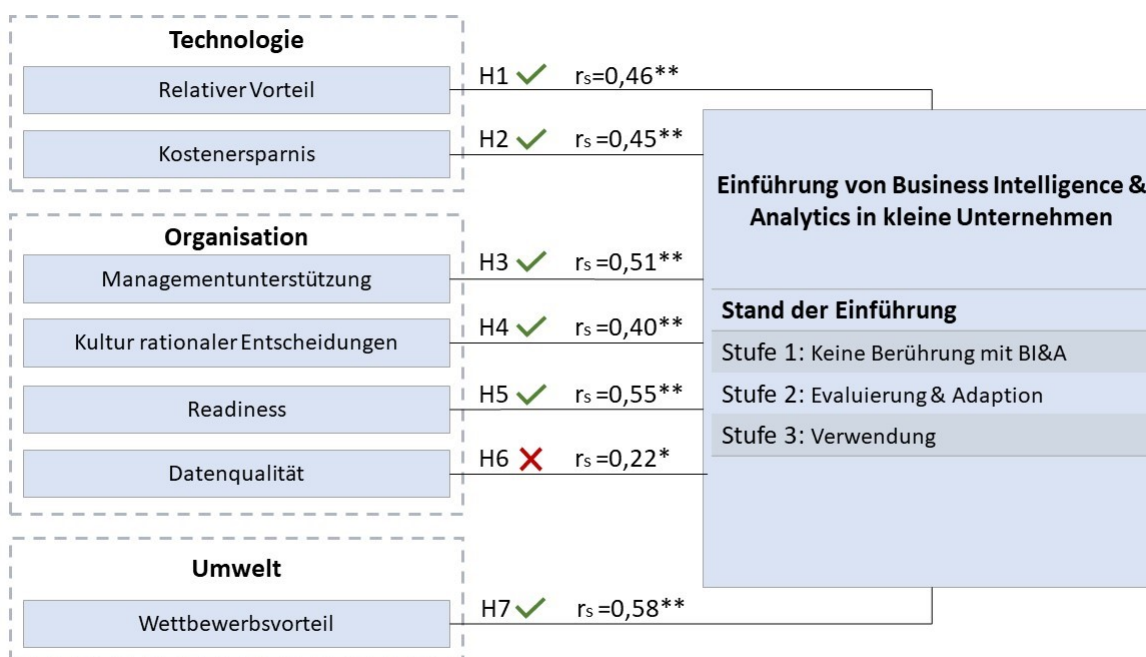 Technologie
Relativer Vorteil
H1 rs=0,46**
Kostenersparnis
H2 rs=0,45**
Organisation
Managementunterstützung
H3 rs=0,51**
Kultur rationaler Entscheidungen
H4 rs=0,40**
Readiness
H5 rs=0,55**
Datenqualität
H6 rs=0,22*
Umwelt
Wettbewerbsvorteil
H7 rs=0,58**
Einführung von Business Intelligence &
Analytics in kleine Unternehmen
Stand der Einführung
Stufe 1: Keine Berührung mit BI&A
Stufe 2: Evaluierung & Adaption
Stufe 3: Verwendung